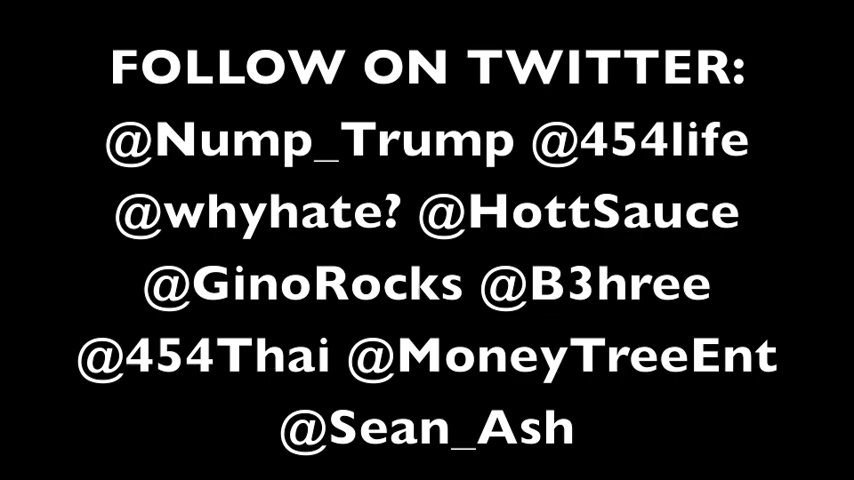 FOLLOW ON TWITTER:
@Nump_Trump @454life
@whyhate? @HottSauce
@GinoRocks @B3hree
@454Thai @MoneyTreeEnt
@Sean_Ash